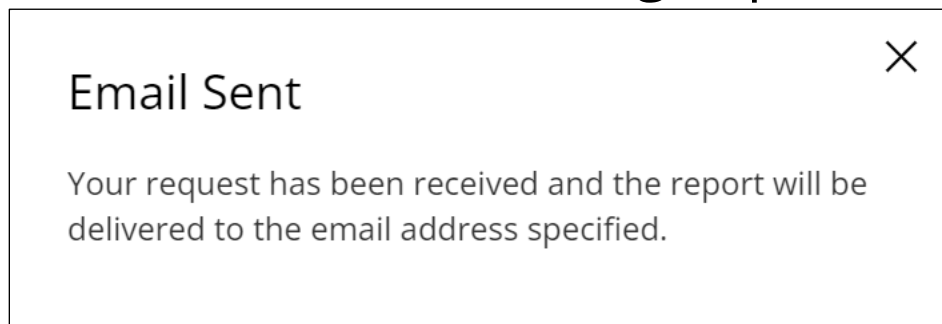 Email Sent
Your request has been received and the report will be
delivered to the email address specified.